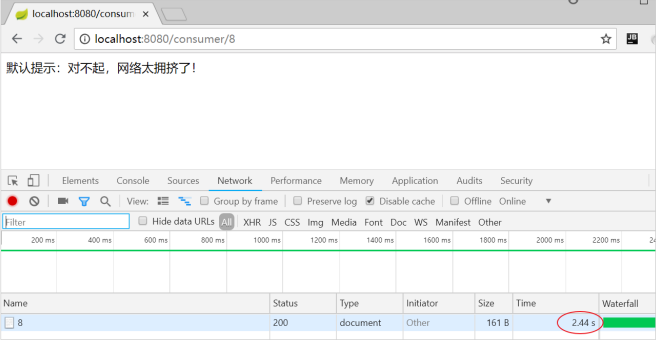 localhost:8080/consum
localhost:8080/consumer/8
默认提示：对不起，网络太拥挤了！
Elements Console Sources Network Performance Memory Application Audits Security
View: Group by frame Preserve log Disable cache Offline Online
Filter Hide data URLs All XHR JS CSS Img Media Font Doc WS Manifest Other
200 ms 400 ms 600 ms 800 ms 1000 ms 1200 ms 1400 ms 1600 ms 1800 ms 2000 ms 2200 ms 24
Name Status Type Initiator Size Time Waterfall
8 200 document Other 161 B 2.44 s